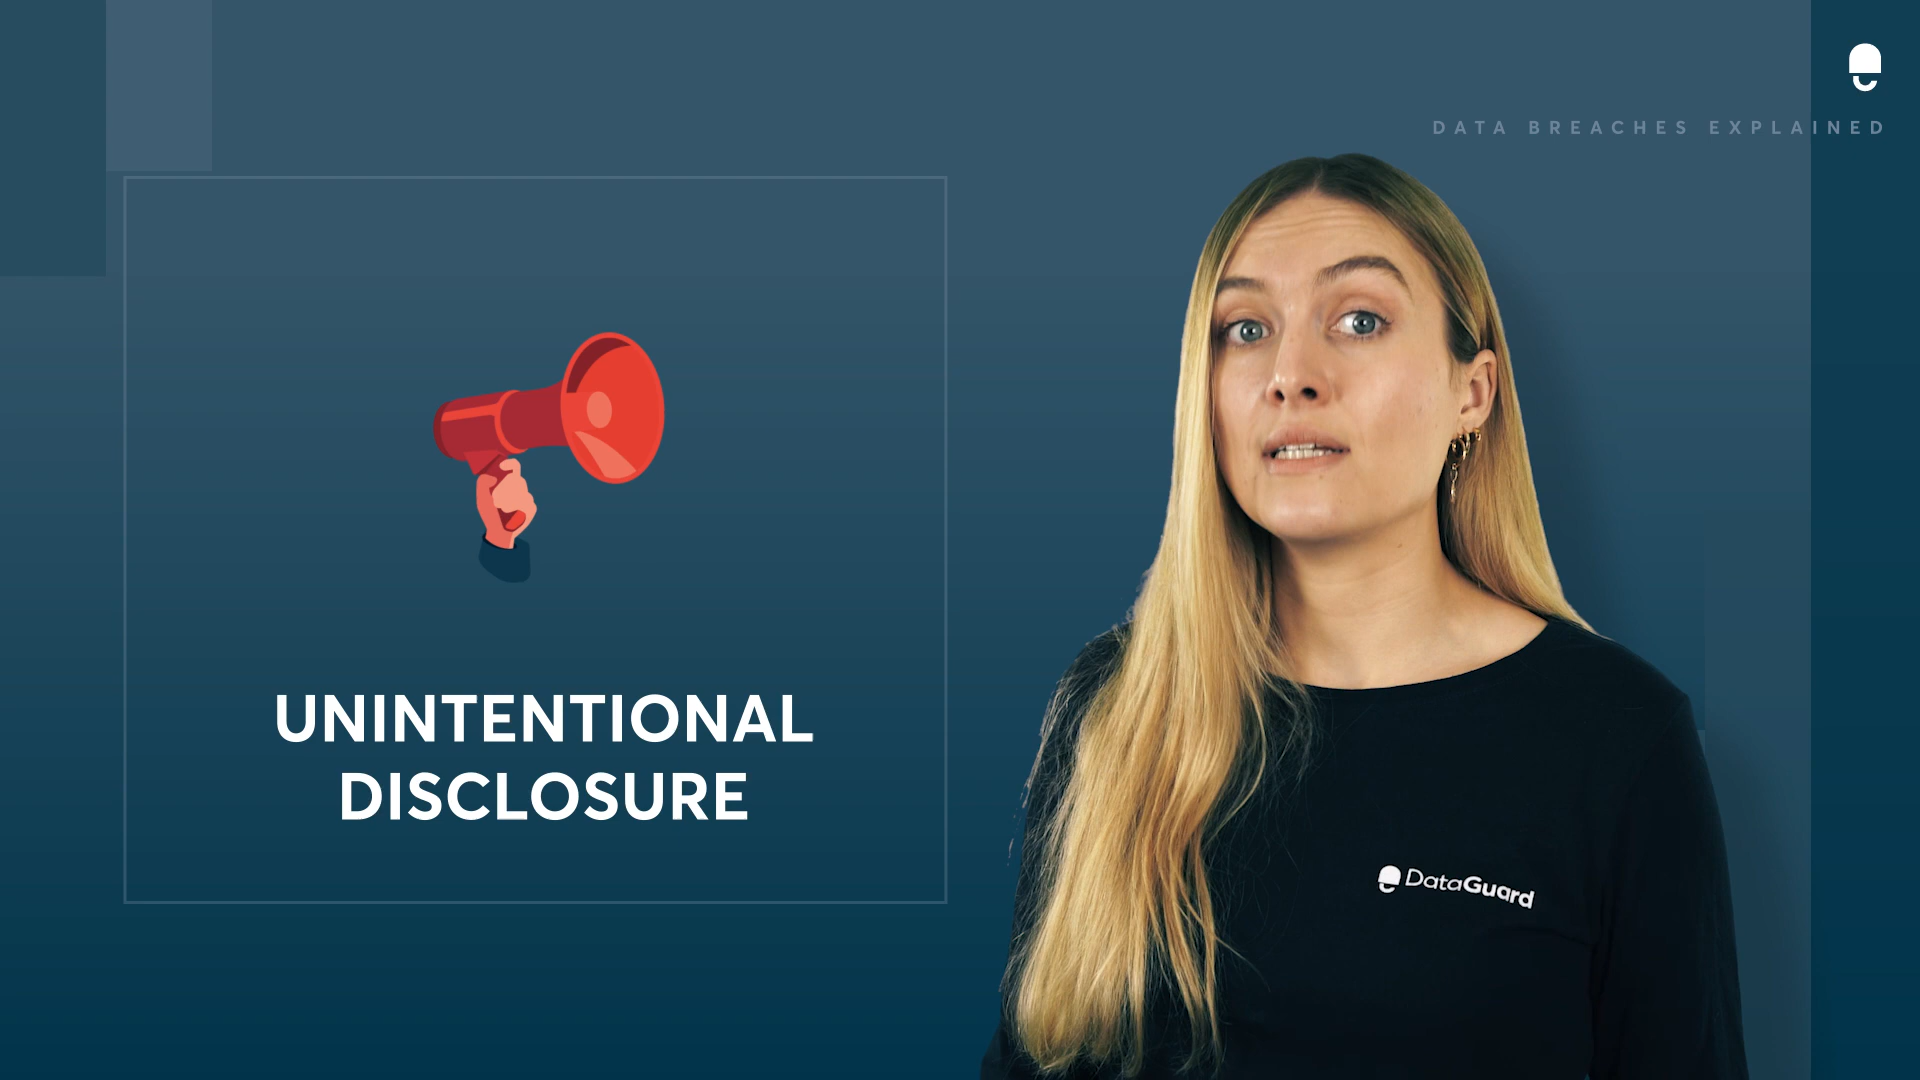 DATA BREACHES EXPLAINED
UNINTENTIONAL
DISCLOSURE
DataGuard